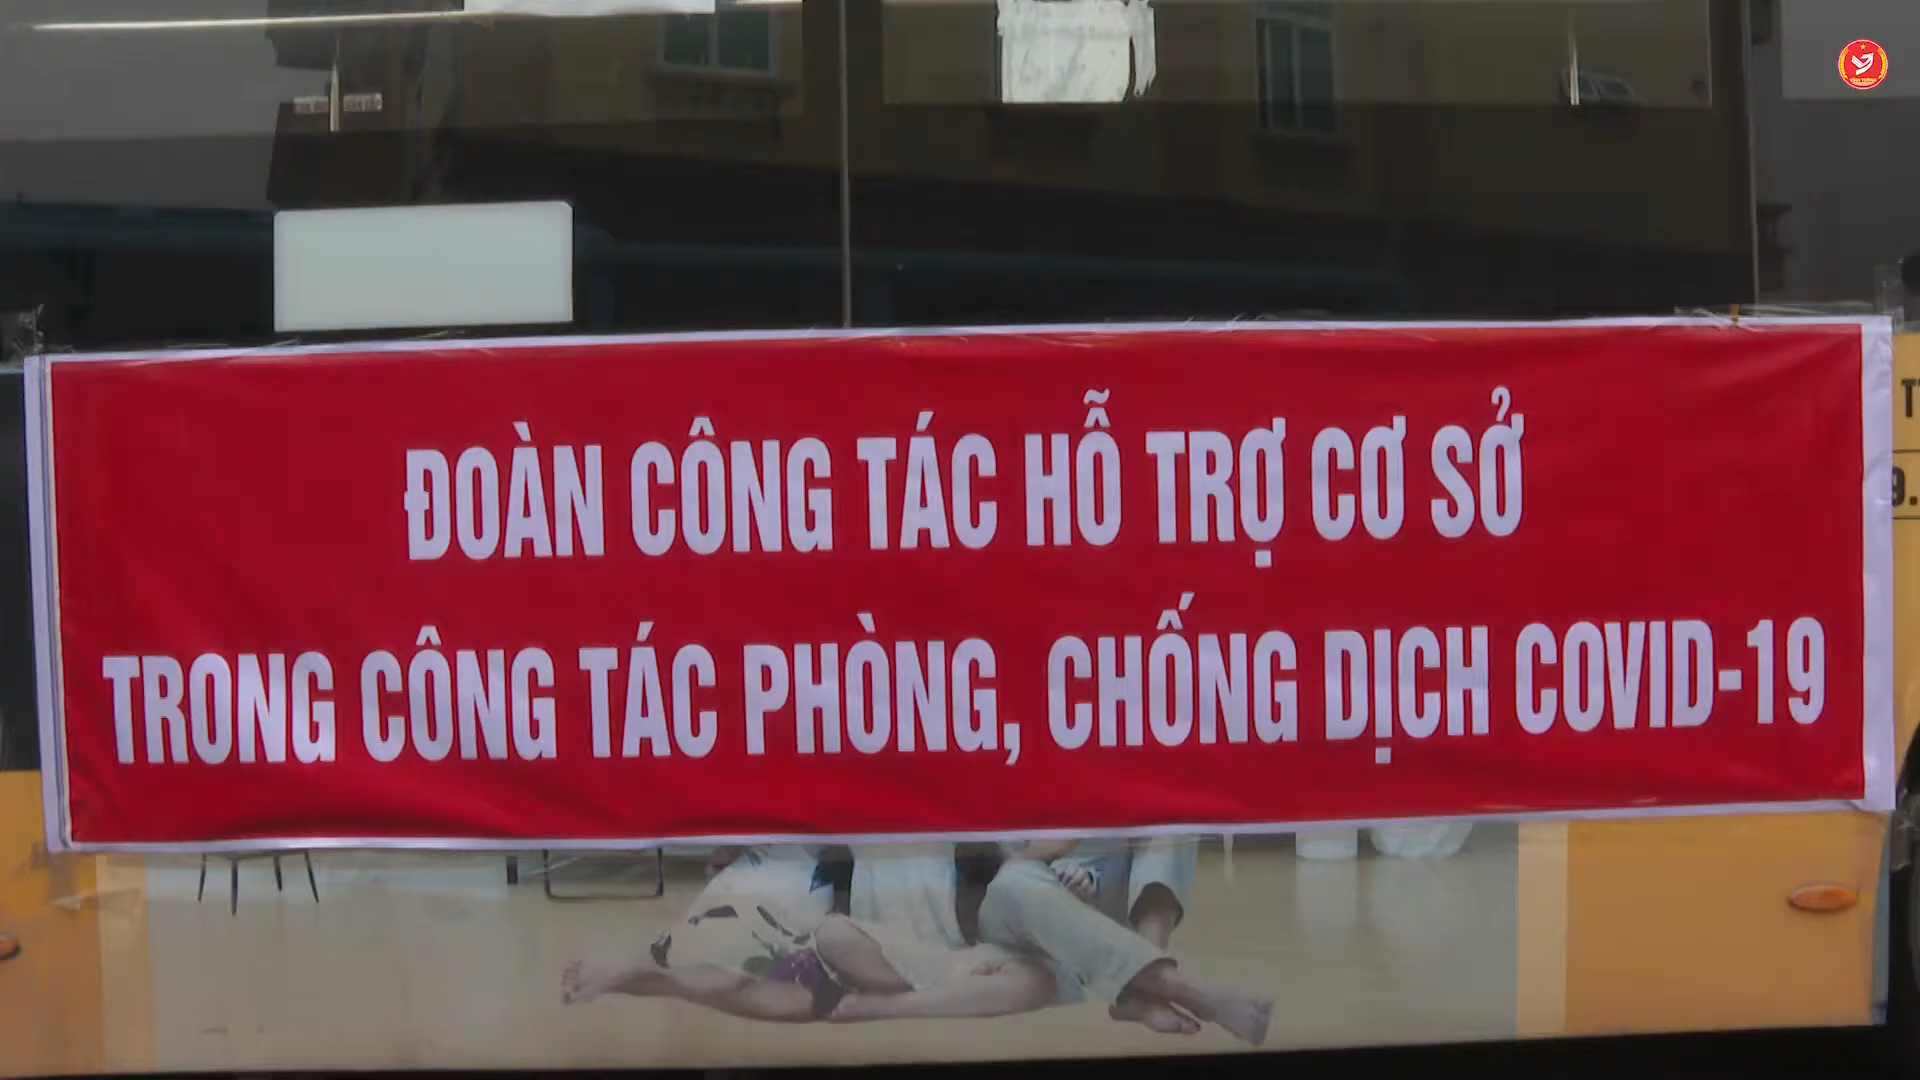 ĐOÀN CÔNG TÁC HỖ TRỢ CƠ SỞ
TRONG CÔNG TÁC PHÒNG, CHỐNG DỊCH COVID-19